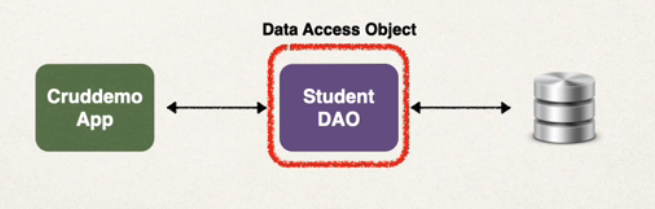 Data Access Object
Cruddemo
App
Student
DAO